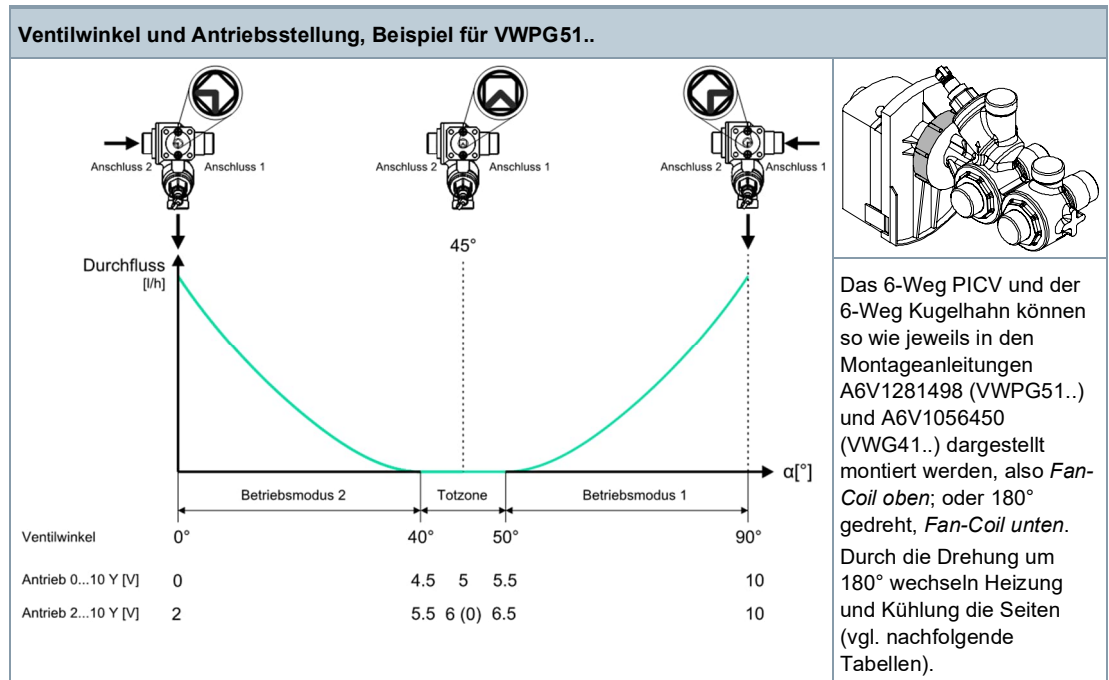 Ventilwinkel und Antriebsstellung, Beispiel für VWPG51..
Anschluss 2 Anschluss 1
Anschluss 2 Anschluss 1
Anschluss 2 Anschluss 1
45°
Durchfluss
[l/h]
α[°]
Betriebsmodus 2 Totzone Betriebsmodus 1
Ventilwinkel 0° 40° 50° 90°
Antrieb 0...10 Y [V] 0 4.5 5 5.5 10
Antrieb 2...10 Y [V] 2 5.5 6 (0) 6.5 10
Das 6-Weg PICV und der
6-Weg Kugelhahn können
so wie jeweils in den
Montageanleitungen
A6V1281498 (VWPG51..)
und A6V1056450
(VWG41..) dargestellt
montiert werden, also Fan-
Coil oben; oder 180°
gedreht, Fan-Coil unten.
Durch die Drehung um
180° wechseln Heizung
und Kühlung die Seiten
(vgl. nachfolgende
Tabellen).